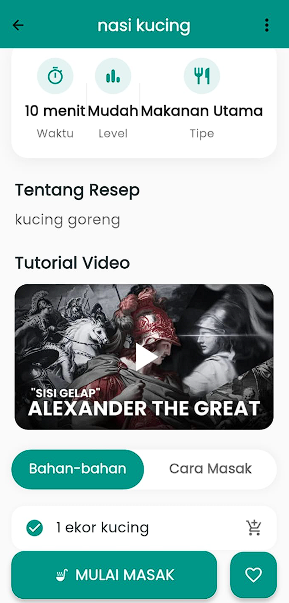 nasi kucing
10 menit Mudah Makanan Utama
Waktu Level Tipe
Tentang Resep
kucing goreng
Tutorial Video
"SISI GELAP"
ALEXANDER THE GREAT
Bahan-bahan Cara Masak
1 ekor kucing
MULAI MASAK